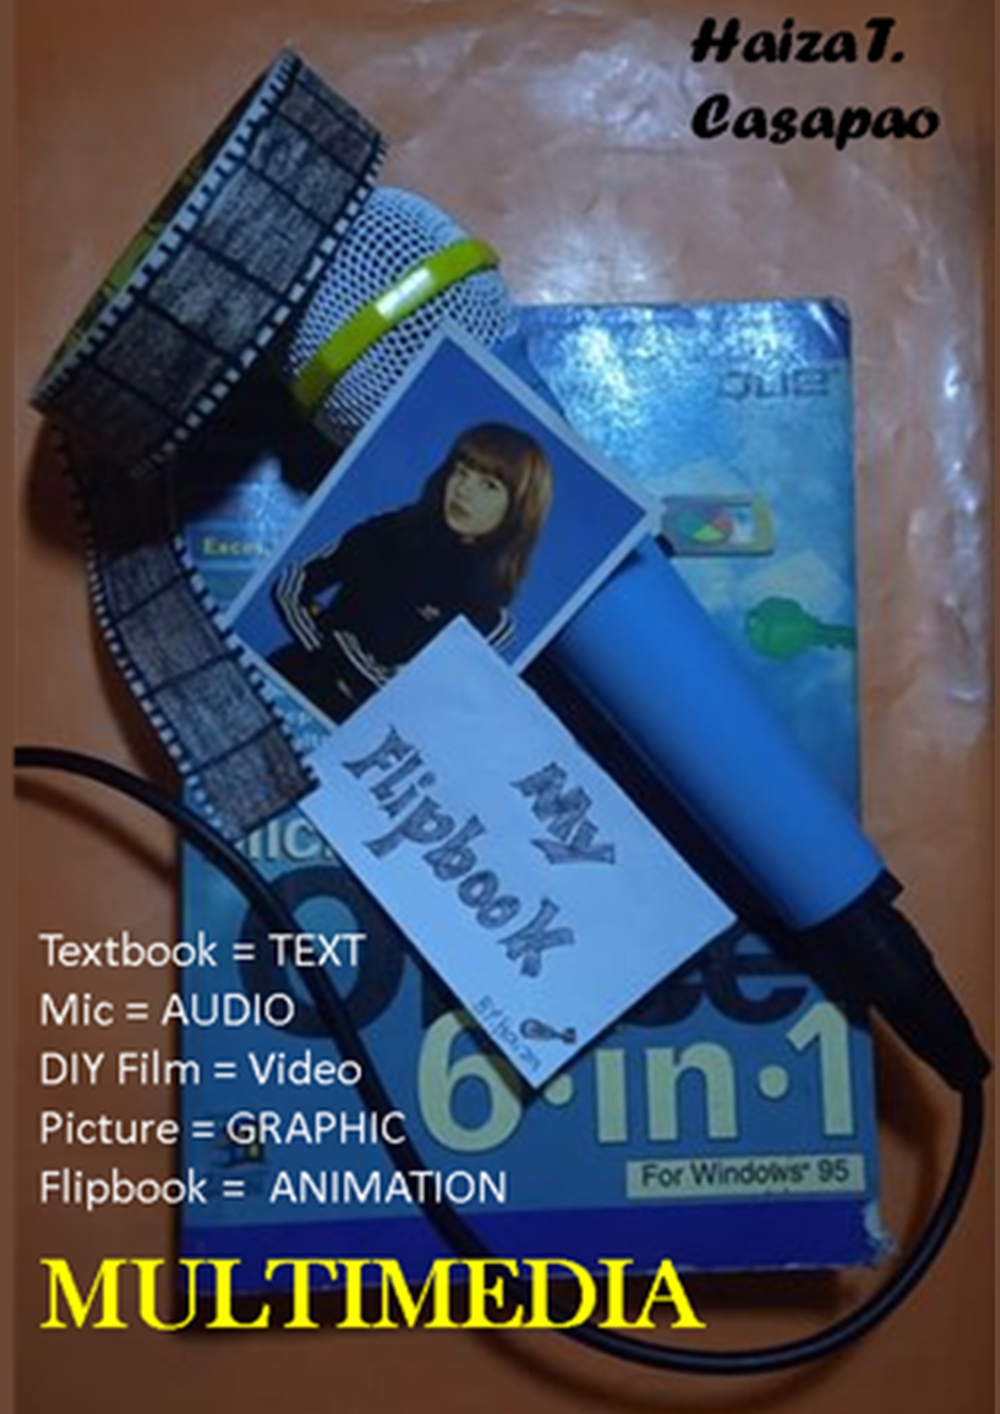 Haiza T.
Casapao
QUE
My
Flipbook
Textbook = TEXT
Mic = AUDIO
DIY Film = Video
Picture = GRAPHIC
Flipbook = ANIMATION
6·in·1
For Windows® 95
MULTIMEDIA